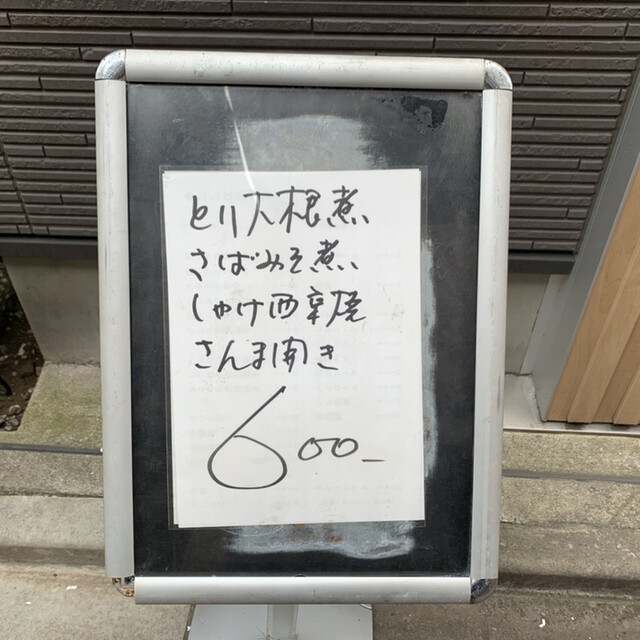 とり大根煮
さばみそ煮
しゃけ西京焼
さんま開き
600-